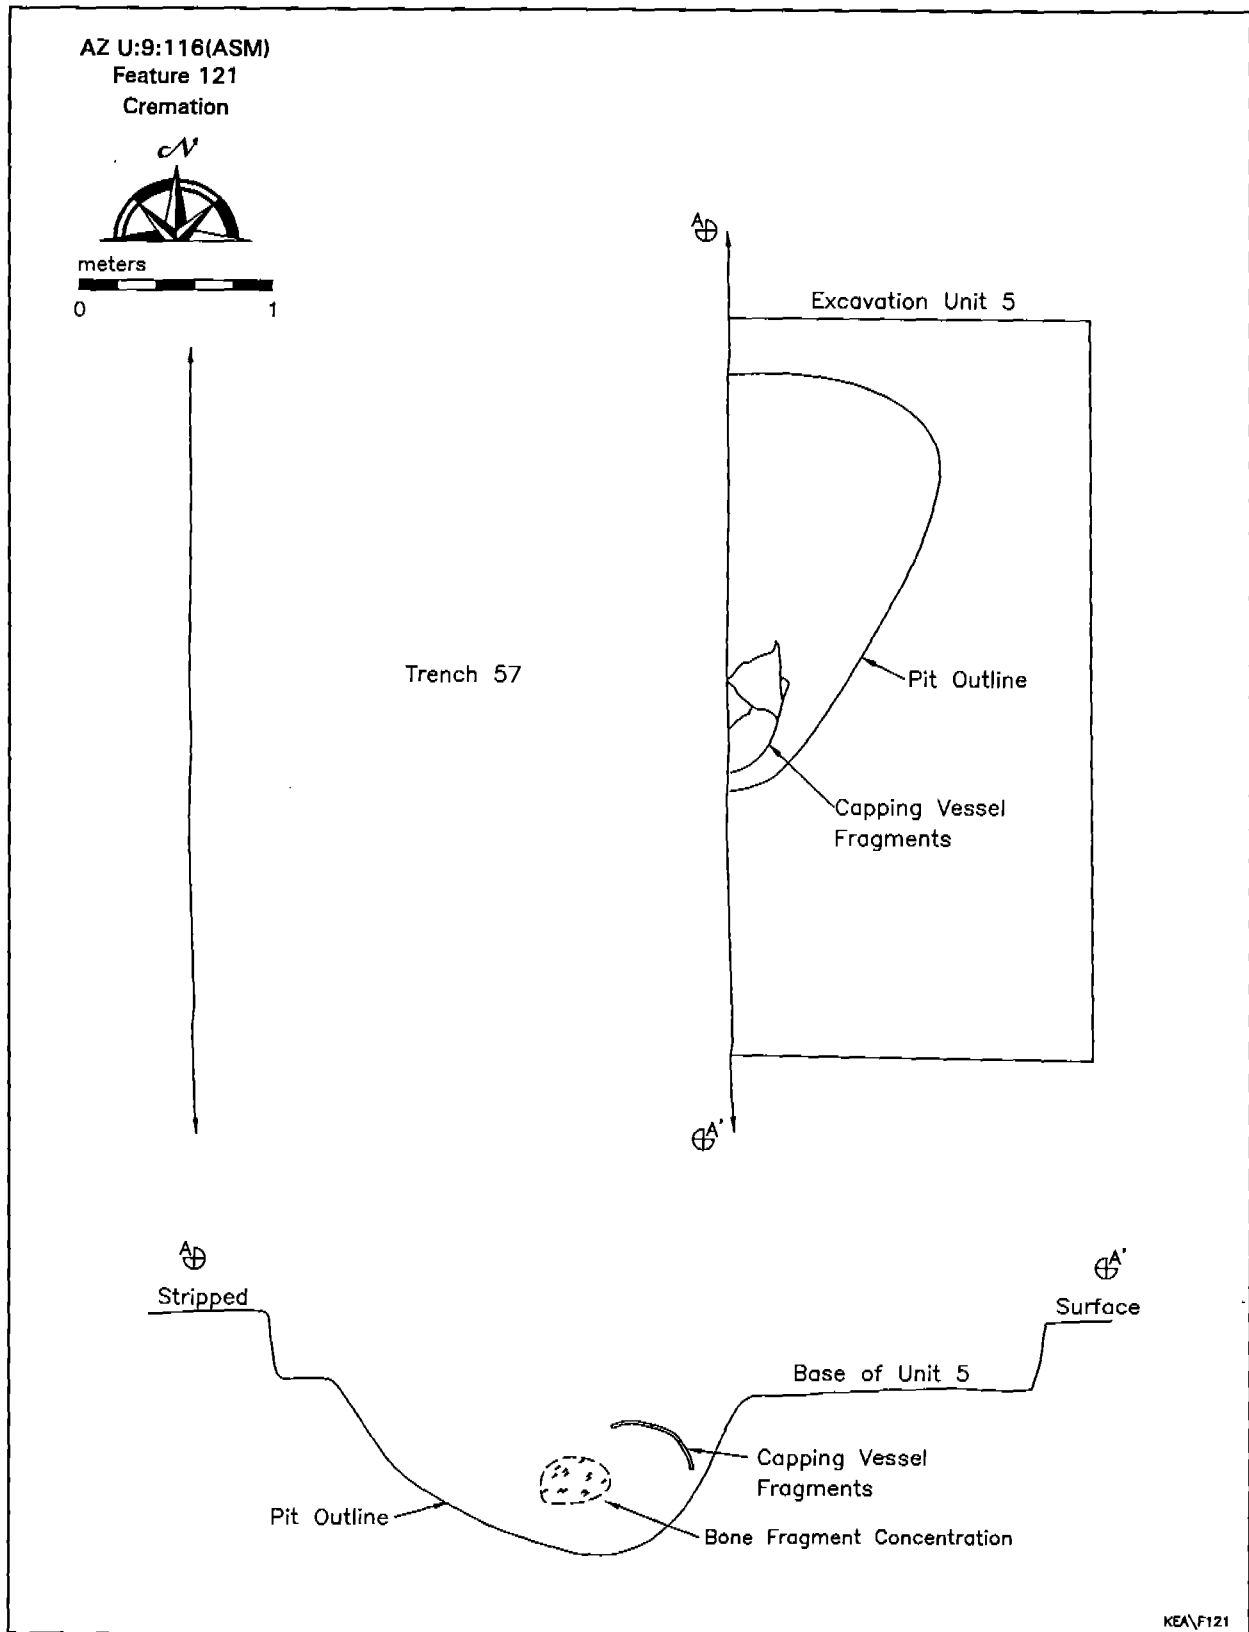 AZ U:9:116(ASM)
Feature 121
Cremation
N
meters
0 1
A
Excavation Unit 5
Trench 57
Pit Outline
Capping Vessel
Fragments
A'
A
A'
Stripped
Surface
Base of Unit 5
Capping Vessel
Fragments
Pit Outline
Bone Fragment Concentration
KEA\F121